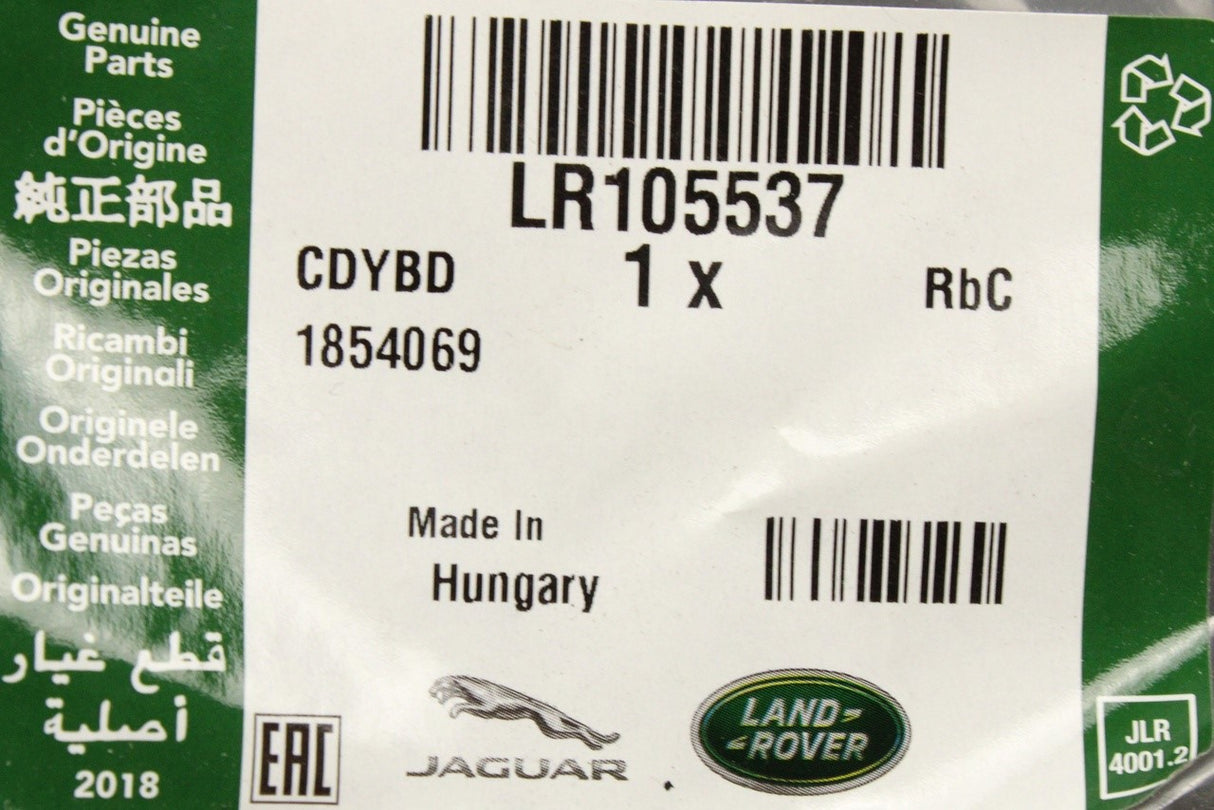 Genuine
Parts
Pièces
d'Origine
純正部品
Piezas
Originales
Ricambi
Originali
Originele
Onderdelen
Peças
Genuinas
Originalteile
قطع غيار
أصلية
2018
LR105537
CDYBD
1 x
RbC
1854069
Made In
Hungary
EAC
JAGUAR
LAND-
-ROVER
JLR
4001.2